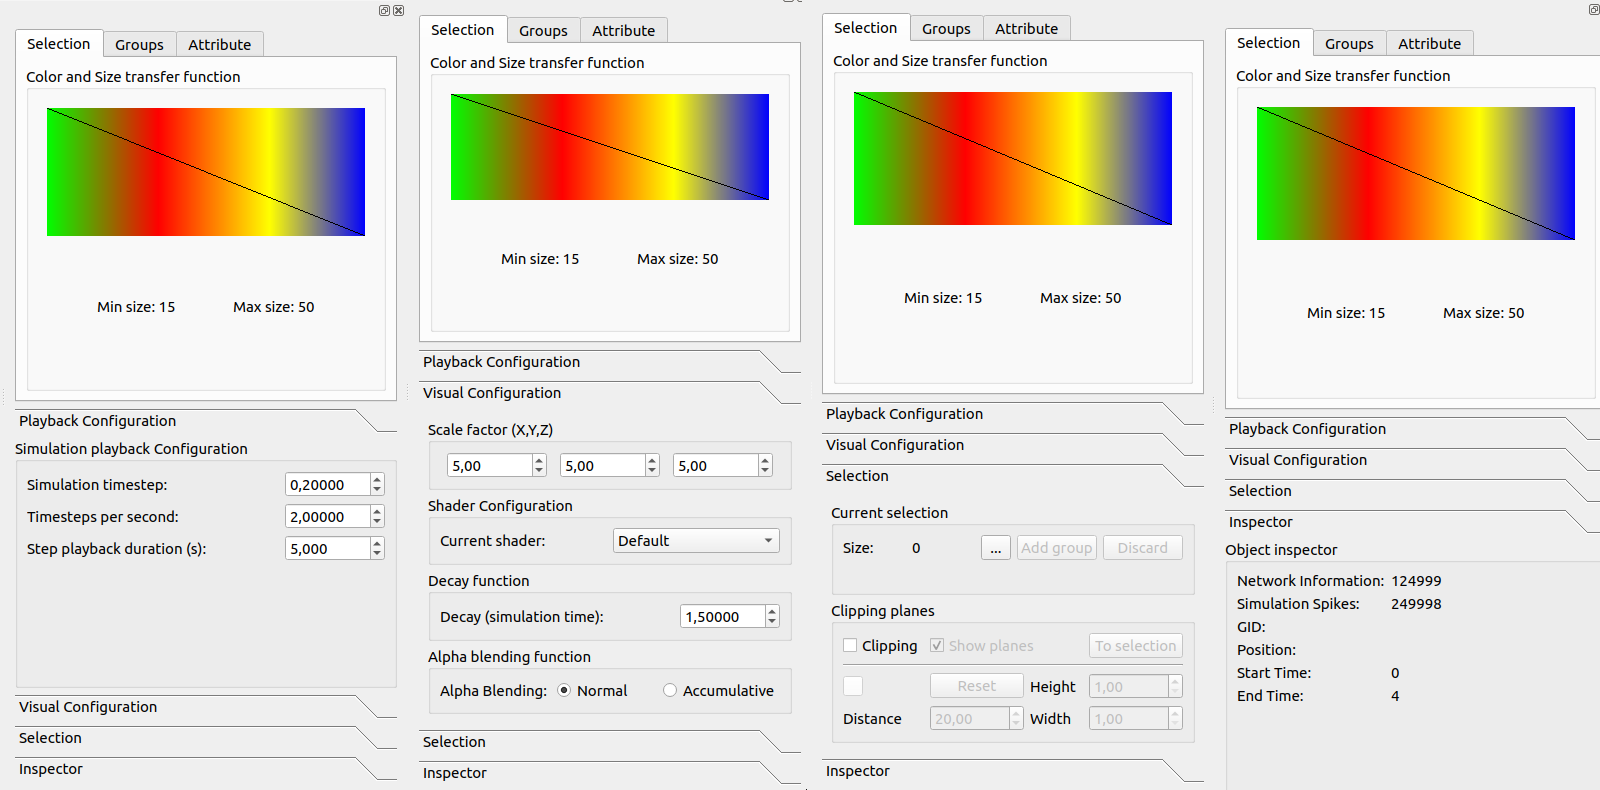 Selection Groups Attribute
Color and Size transfer function
Min size: 15 Max size: 50
Playback Configuration
Simulation playback Configuration
Simulation timestep: 0,20000
Timesteps per second: 2,00000
Step playback duration (s): 5,000
Visual Configuration
Selection
Inspector
Selection Groups Attribute
Color and Size transfer function
Min size: 15 Max size: 50
Playback Configuration
Visual Configuration
Scale factor (X,Y,Z)
5,00 5,00 5,00
Shader Configuration
Current shader: Default
Decay function
Decay (simulation time): 1,50000
Alpha blending function
Alpha Blending: Normal Accumulative
Selection
Inspector
Selection Groups Attribute
Color and Size transfer function
Min size: 15 Max size: 50
Playback Configuration
Visual Configuration
Selection
Current selection
Size: 0 ... Add group Discard
Clipping planes
Clipping Show planes To selection
Reset Height 1,00
Distance 20,00 Width 1,00
Inspector
Selection Groups Attribute
Color and Size transfer function
Min size: 15 Max size: 50
Playback Configuration
Visual Configuration
Selection
Inspector
Object inspector
Network Information: 124999
Simulation Spikes: 249998
GID:
Position:
Start Time: 0
End Time: 4